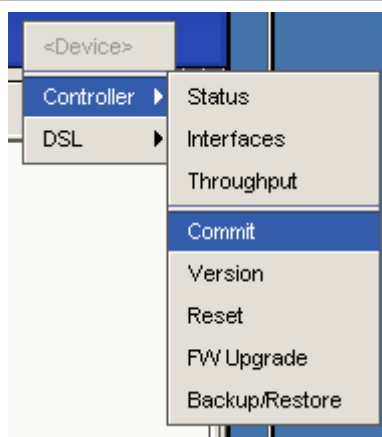 <Device>
Controller
DSL
Status
Interfaces
Throughput
Commit
Version
Reset
FW Upgrade
Backup/Restore